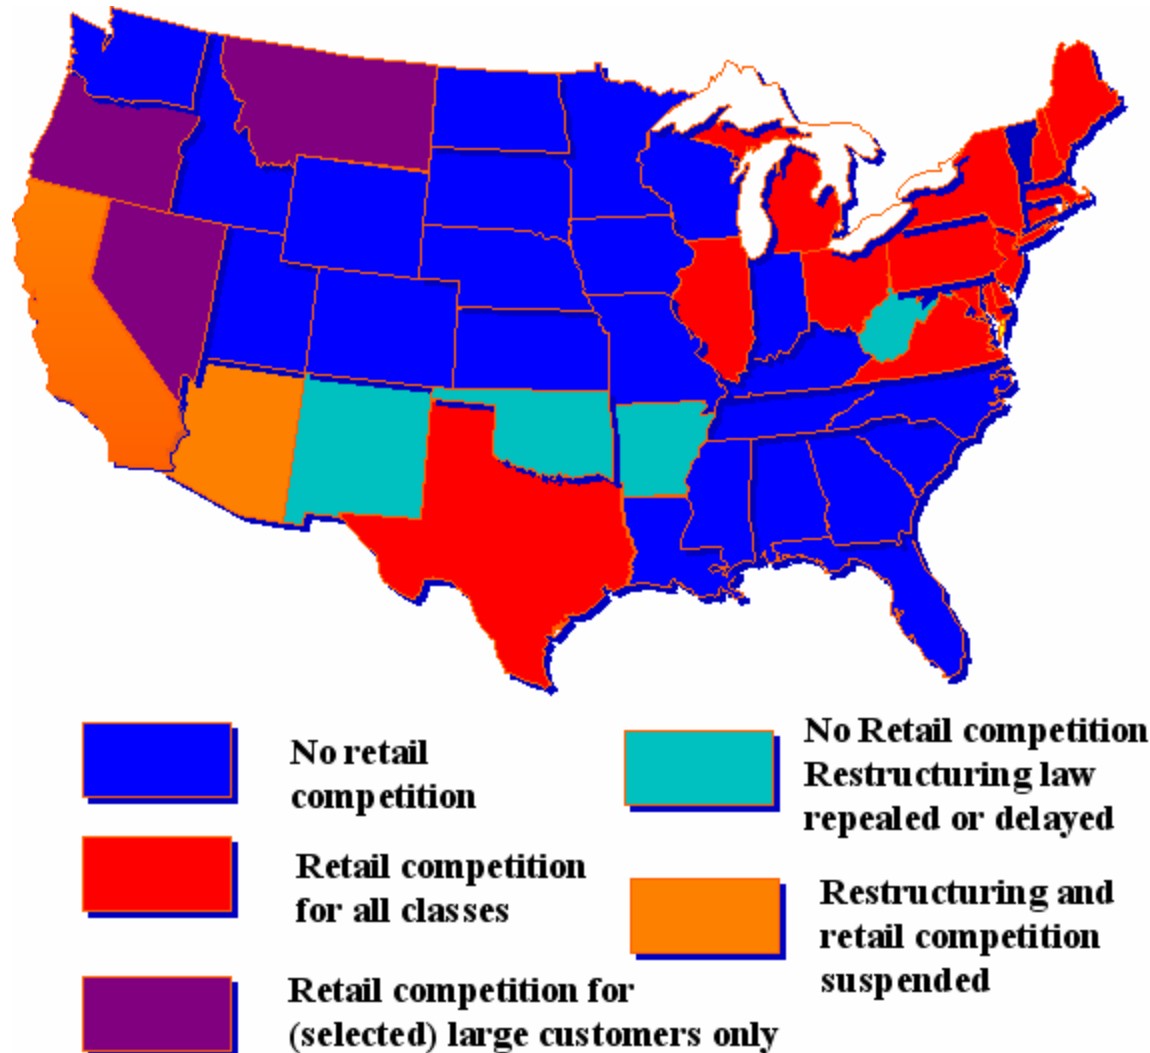 No retail
competition
Retail competition
for all classes
Retail competition for
(selected) large customers only
No Retail competition
Restructuring law
repealed or delayed
Restructuring and
retail competition
suspended